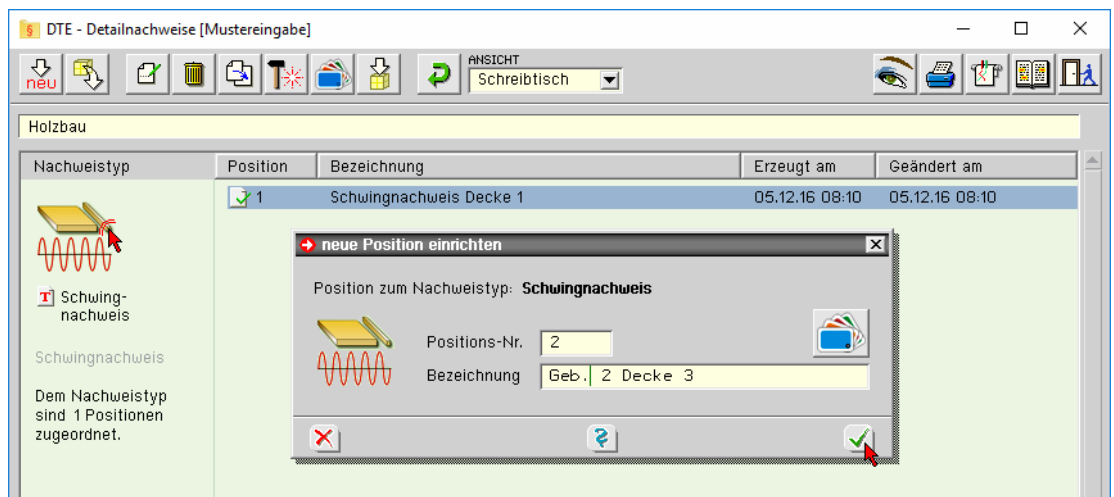 DTE - Detailnachweise [Mustereingabe]
neu
ANSICHT
Schreibtisch
Holzbau
Nachweistyp
Position
Bezeichnung
Erzeugt am
Geändert am
1
Schwingnachweis Decke 1
05.12.16 08:10
05.12.16 08:10
T Schwing-
nachweis
Schwingnachweis
Dem Nachweistyp
sind 1 Positionen
zugeordnet.
neue Position einrichten
Position zum Nachweistyp: Schwingnachweis
Positions-Nr. 2
Bezeichnung Geb. 2 Decke 3